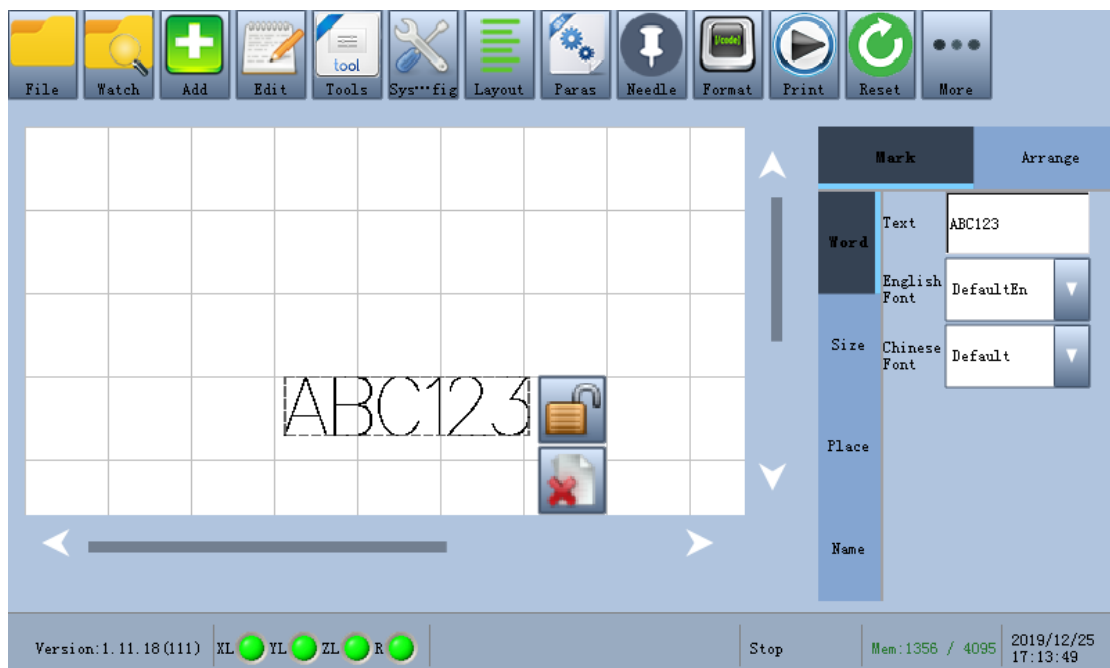 File Watch Add Edit Tools Sys···fig Layout Paras Needle Format Print Reset More
tool
[/code]
Mark Arrange
Word
Text ABC123
English
Font DefaultEn
Size
Chinese
Font Default
ABC123
Place
Name
Version:1.11.18(111) XL YL ZL R Stop Mem:1356 / 4095 2019/12/25
17:13:49